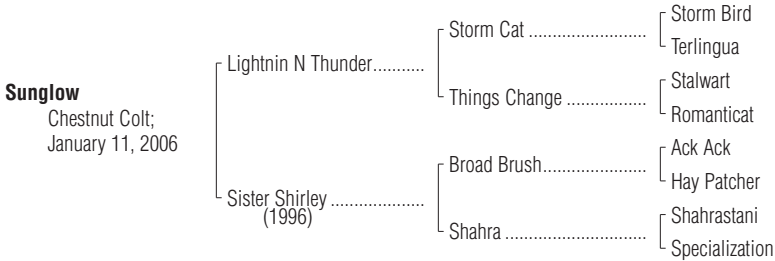 Storm Bird
Storm Cat ..........................
Terlingua
Lightnin N Thunder...........
Stalwart
Things Change ..................
Romanticat
Sunglow
Chestnut Colt;
January 11, 2006
Ack Ack
Broad Brush.......................
Hay Patcher
Sister Shirley ....................
(1996)
Shahrastani
Shahra ...............................
Specialization